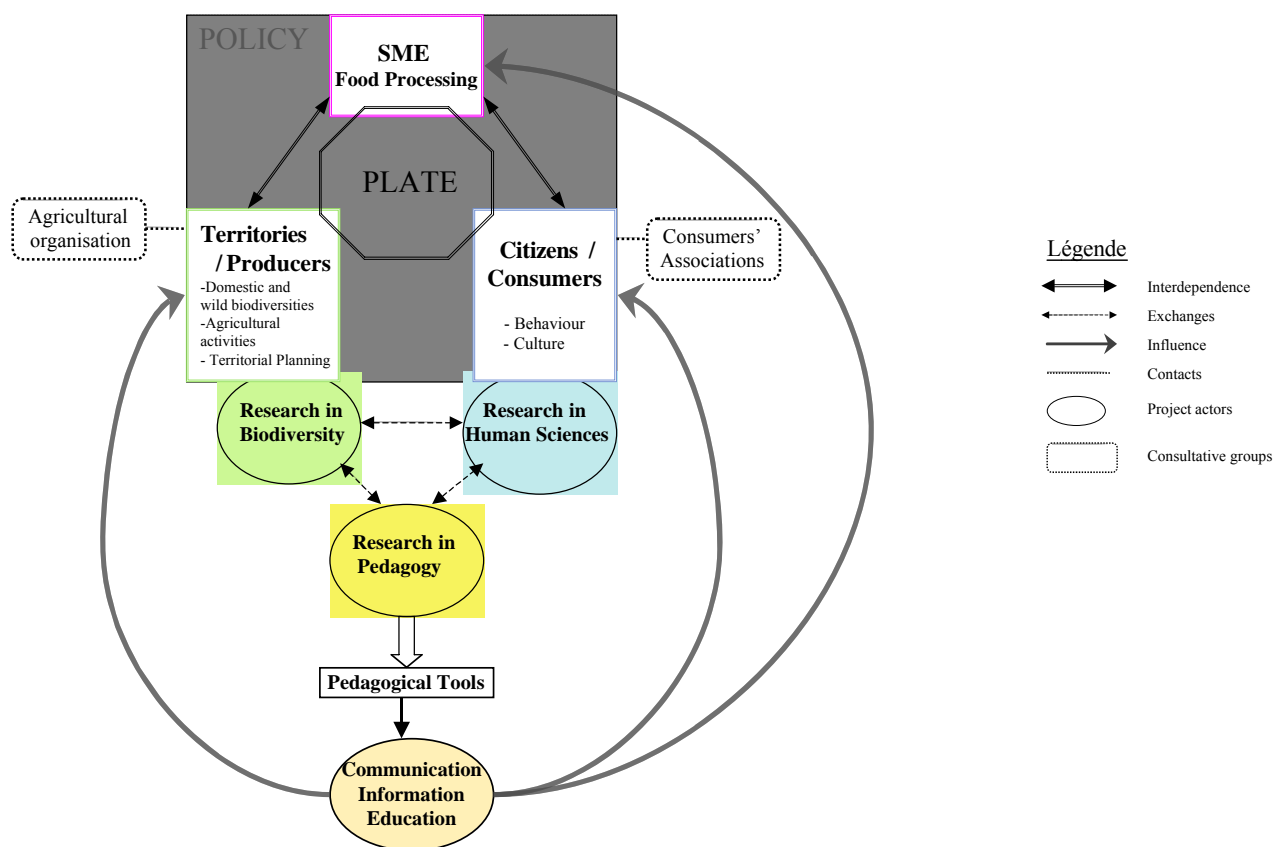 POLICY
SME
Food Processing
PLATE
Agricultural
organisation
Territories
/ Producers
-Domestic and
wild biodiversities
-Agricultural
activities
- Territorial Planning
Citizens /
Consumers
- Behaviour
- Culture
Consumers’
Associations
Research in
Biodiversity
Research in
Human Sciences
Research in
Pedagogy
Pedagogical Tools
Communication
Information
Education
Légende
Interdependence
Exchanges
Influence
Contacts
Project actors
Consultative groups